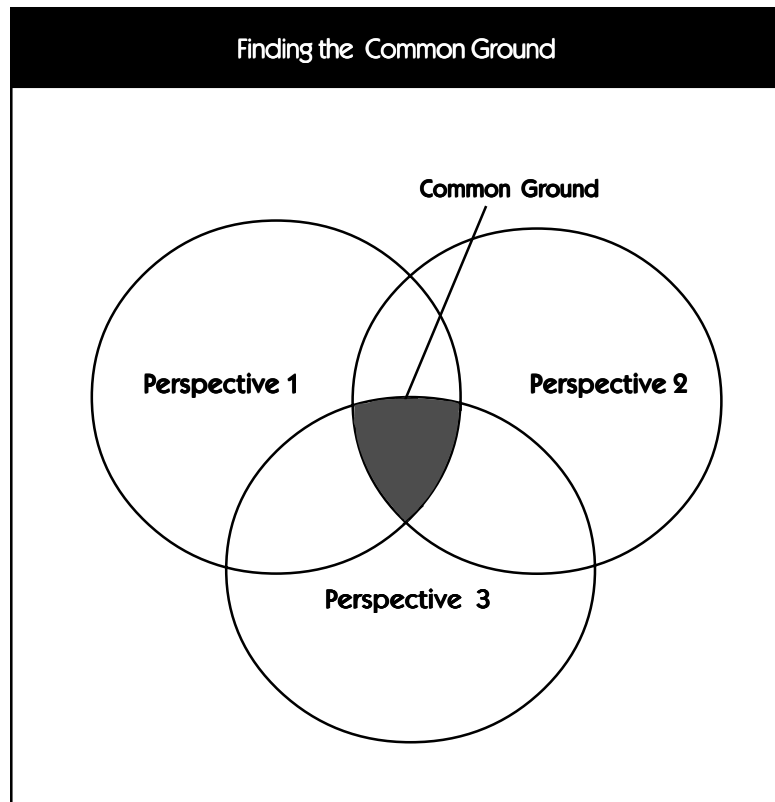 Finding the Common Ground
Common Ground
Perspective 1
Perspective 2
Perspective 3